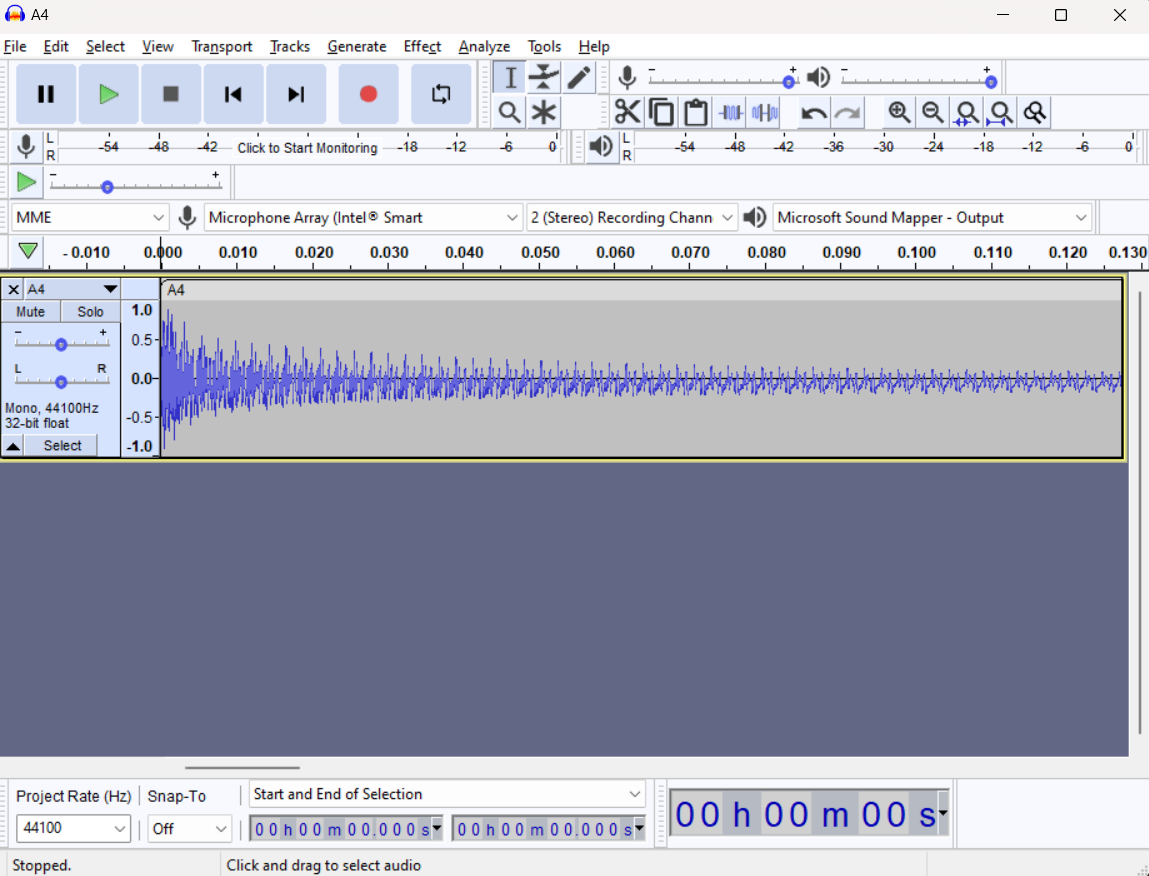 A4
File Edit Select View Transport Tracks Generate Effect Analyze Tools Help
- + - +
L R -54 -48 -42 Click to Start Monitoring -18 -12 -6 0 L R -54 -48 -42 -36 -30 -24 -18 -12 -6 0
- +
MME Microphone Array (Intel® Smart 2 (Stereo) Recording Chann Microsoft Sound Mapper - Output
-0.010 0.000 0.010 0.020 0.030 0.040 0.050 0.060 0.070 0.080 0.090 0.100 0.110 0.120 0.130
A4 A4
Mute Solo 1.0
- + 0.5
L R 0.0
Mono, 44100Hz
32-bit float -0.5
Select -1.0
Project Rate (Hz) Snap-To Start and End of Selection
44100 Off 00 h 00 m 00.000 s 00 h 00 m 00.000 s 00 h 00 m 00 s
Stopped. Click and drag to select audio